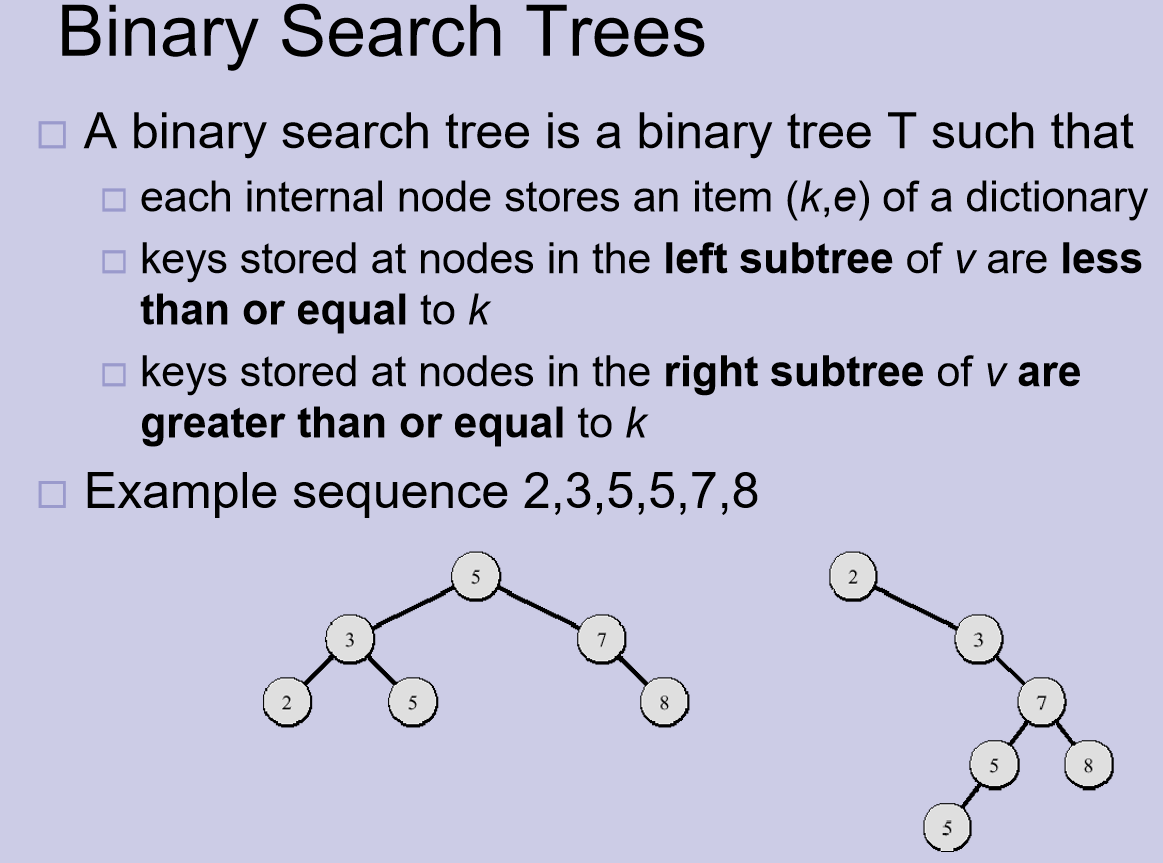 Binary Search Trees
A binary search tree is a binary tree T such that
each internal node stores an item (k,e) of a dictionary
keys stored at nodes in the left subtree of v are less
than or equal to k
keys stored at nodes in the right subtree of v are
greater than or equal to k
Example sequence 2,3,5,5,7,8
5
3
7
2
5
8
2
3
7
5
8
5